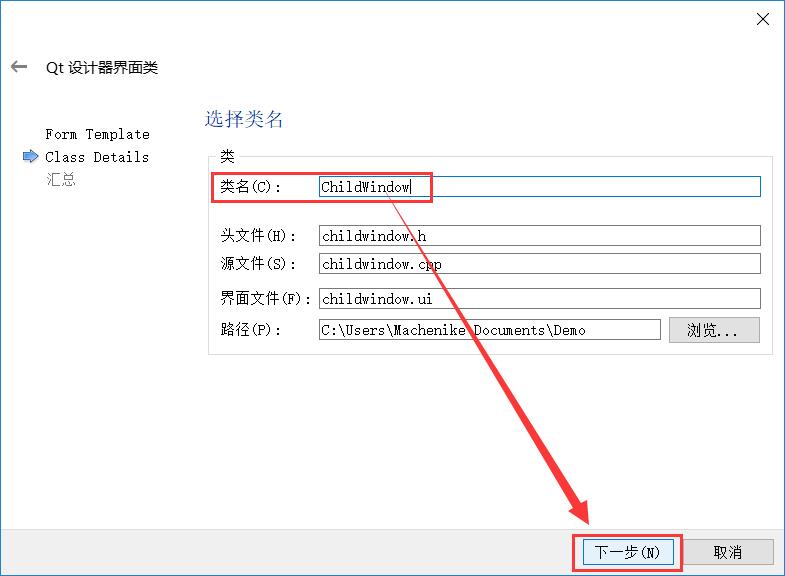 Qt 设计器界面类
Form Template
Class Details
汇总
选择类名
类
类名(C): ChildWindow
头文件(H): childwindow.h
源文件(S): childwindow.cpp
界面文件(F): childwindow.ui
路径(P): C:\Users\Machenike\Documents\Demo 浏览...
下一步(N) 取消